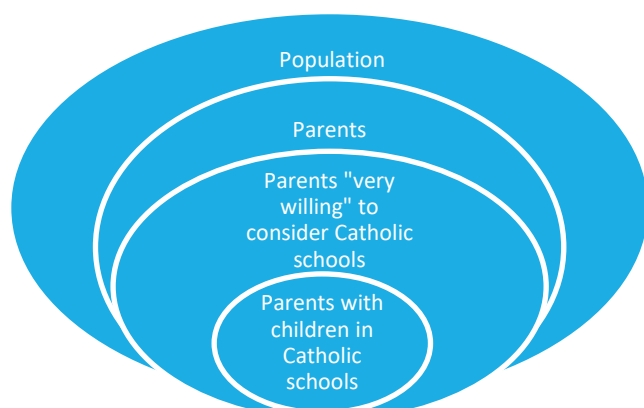 Population
Parents
Parents "very
willing" to
consider Catholic
schools
Parents with
children in
Catholic
schools